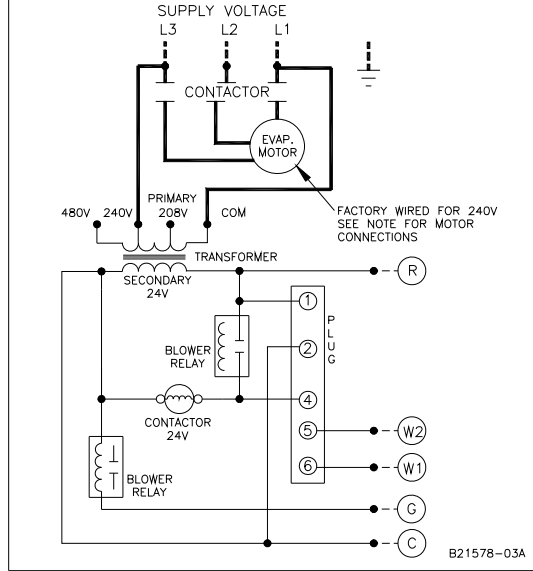 SUPPLY VOLTAGE
L3 L2 L1
CONTACTOR
EVAP.
MOTOR
FACTORY WIRED FOR 240V
SEE NOTE FOR MOTOR
CONNECTIONS
PRIMARY
480V 240V 208V COM
TRANSFORMER
SECONDARY
24V
R
1
PLUG
2
BLOWER
RELAY
4
CONTACTOR
24V
5
W2
6
W1
BLOWER
RELAY
G
C
B21578-03A